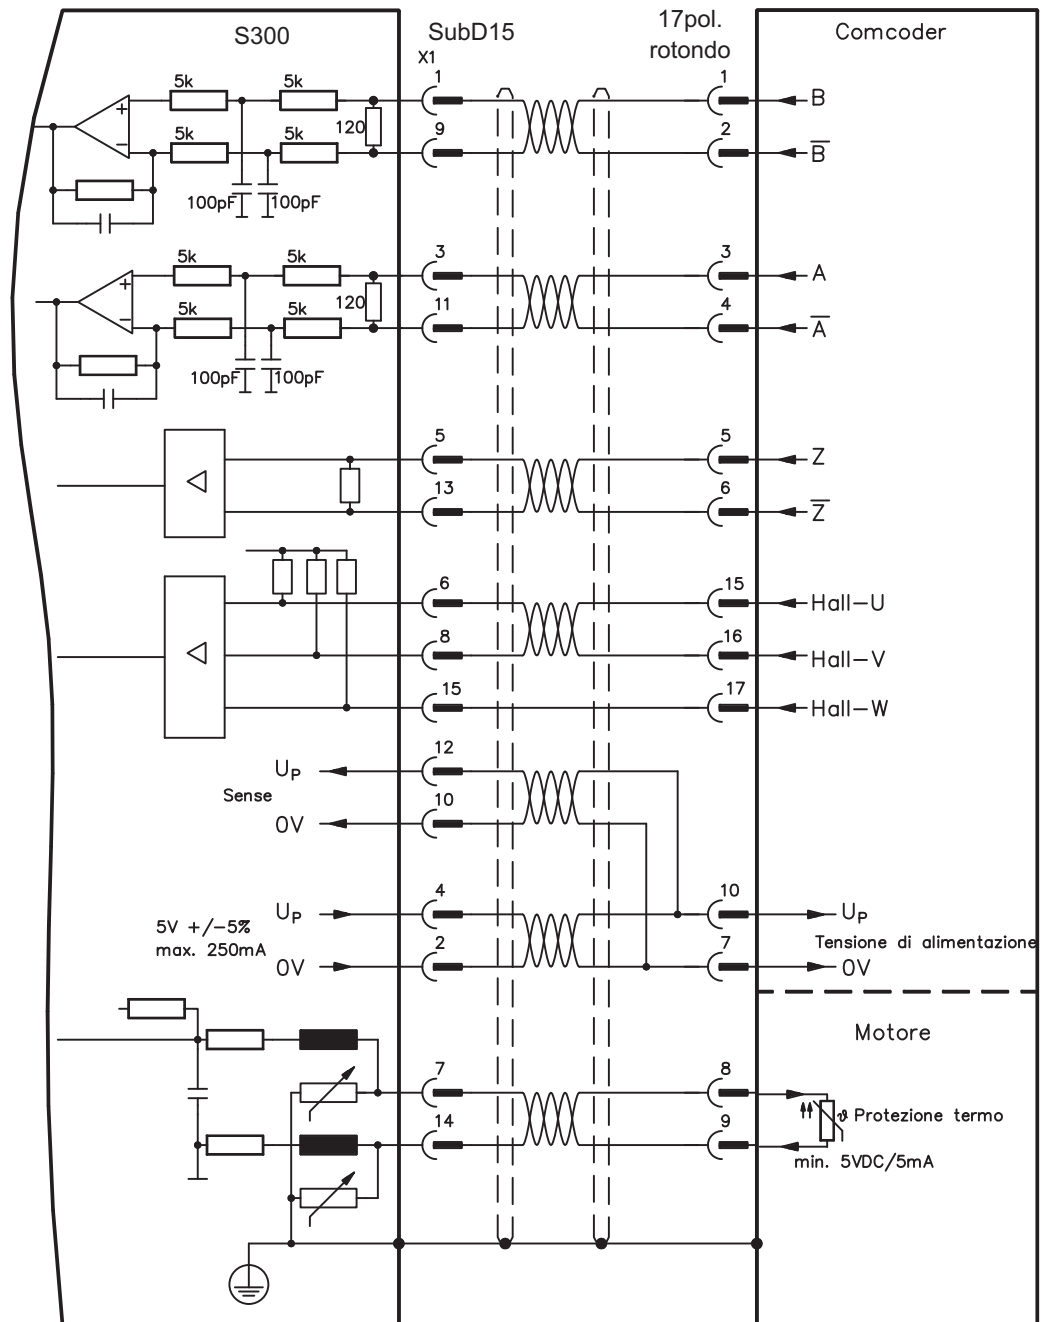 S300
SubD15
17pol.
rotondo
Comcoder
X1
5k
5k
1
1
B
120
5k
5k
9
2
B̅
100pF
100pF
5k
5k
3
3
A
120
5k
5k
11
4
A̅
100pF
100pF
5
5
Z
13
6
Z̅
6
15
Hall–U
8
16
Hall–V
15
17
Hall–W
12
UP
Sense
10
0V
4
10
UP
UP
5V +/–5%
max. 250mA
Tensione di alimentazione
2
7
0V
0V
Motore
7
8
ϑ Protezione termo
14
9
min. 5VDC/5mA